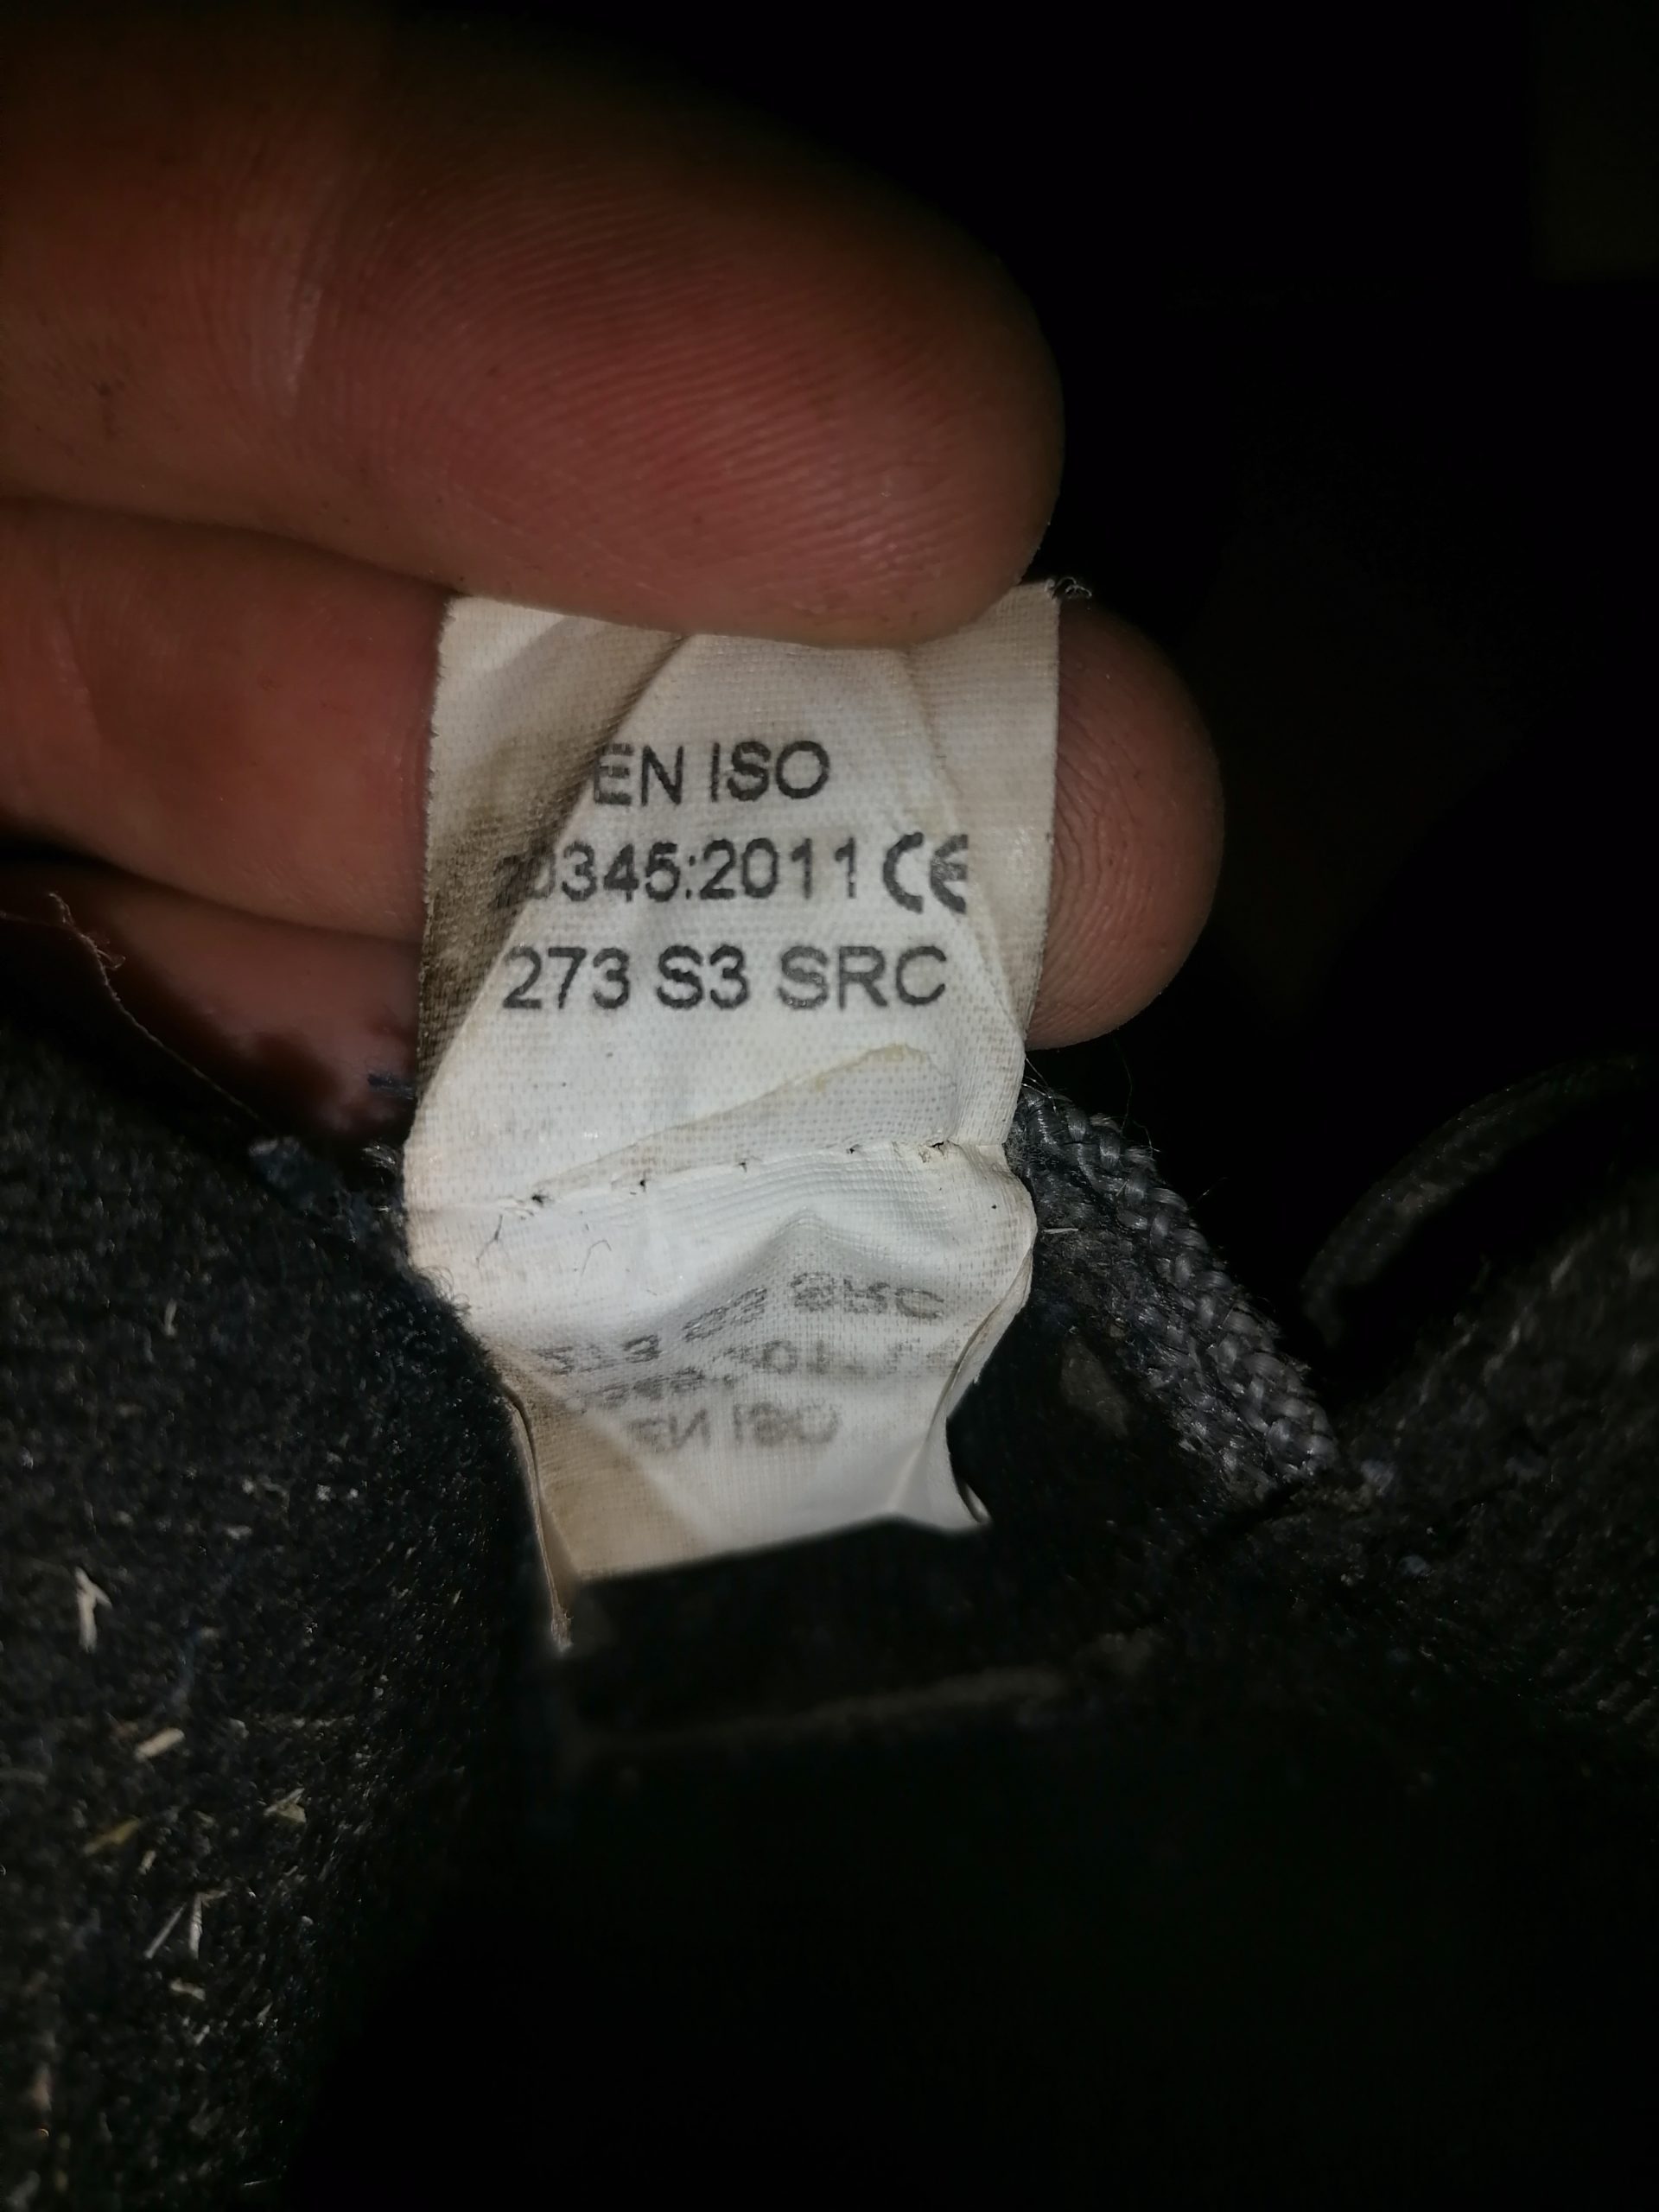 EN ISO
20345:2011 CE
273 S3 SRC